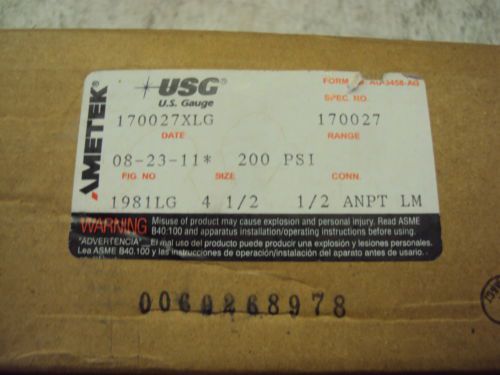 AMETEK®
USG®
U.S. Gauge
FORM AG-3458-AG
SPEC. NO.
170027XLG 170027
DATE RANGE
08-23-11* 200 PSI
FIG NO SIZE CONN.
1981LG 4 1/2 1/2 ANPT LM
WARNING Misuse of product may cause explosion and personal injury. Read ASME
B40:100 and apparatus installation/operating instructions before using.
"ADVERTENCIA" El mal uso del producto puede producir una explosión y lesiones personales.
Lea ASME B40.100 y las instrucciones de operación/instalación del aparato antes de usario.
0060268978